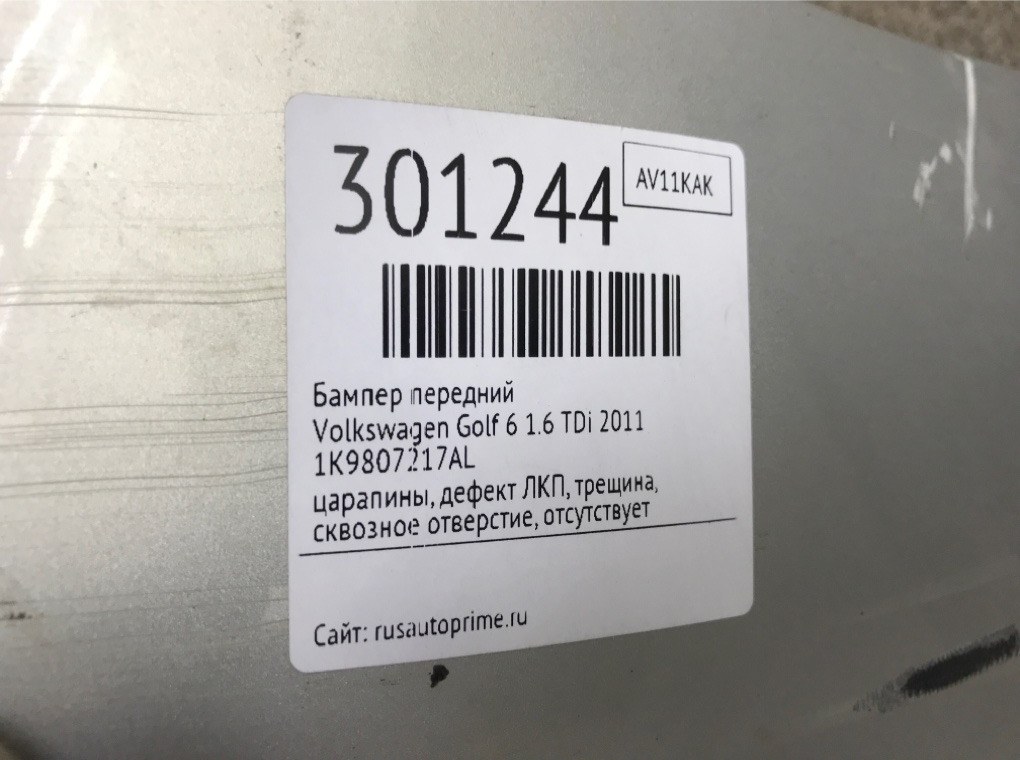 301244
AV11KAK
Бампер передний
Volkswagen Golf 6 1.6 TDi 2011
1K9807217AL
царапины, дефект ЛКП, трещина,
сквозное отверстие, отсутствует
Сайт: rusautoprime.ru